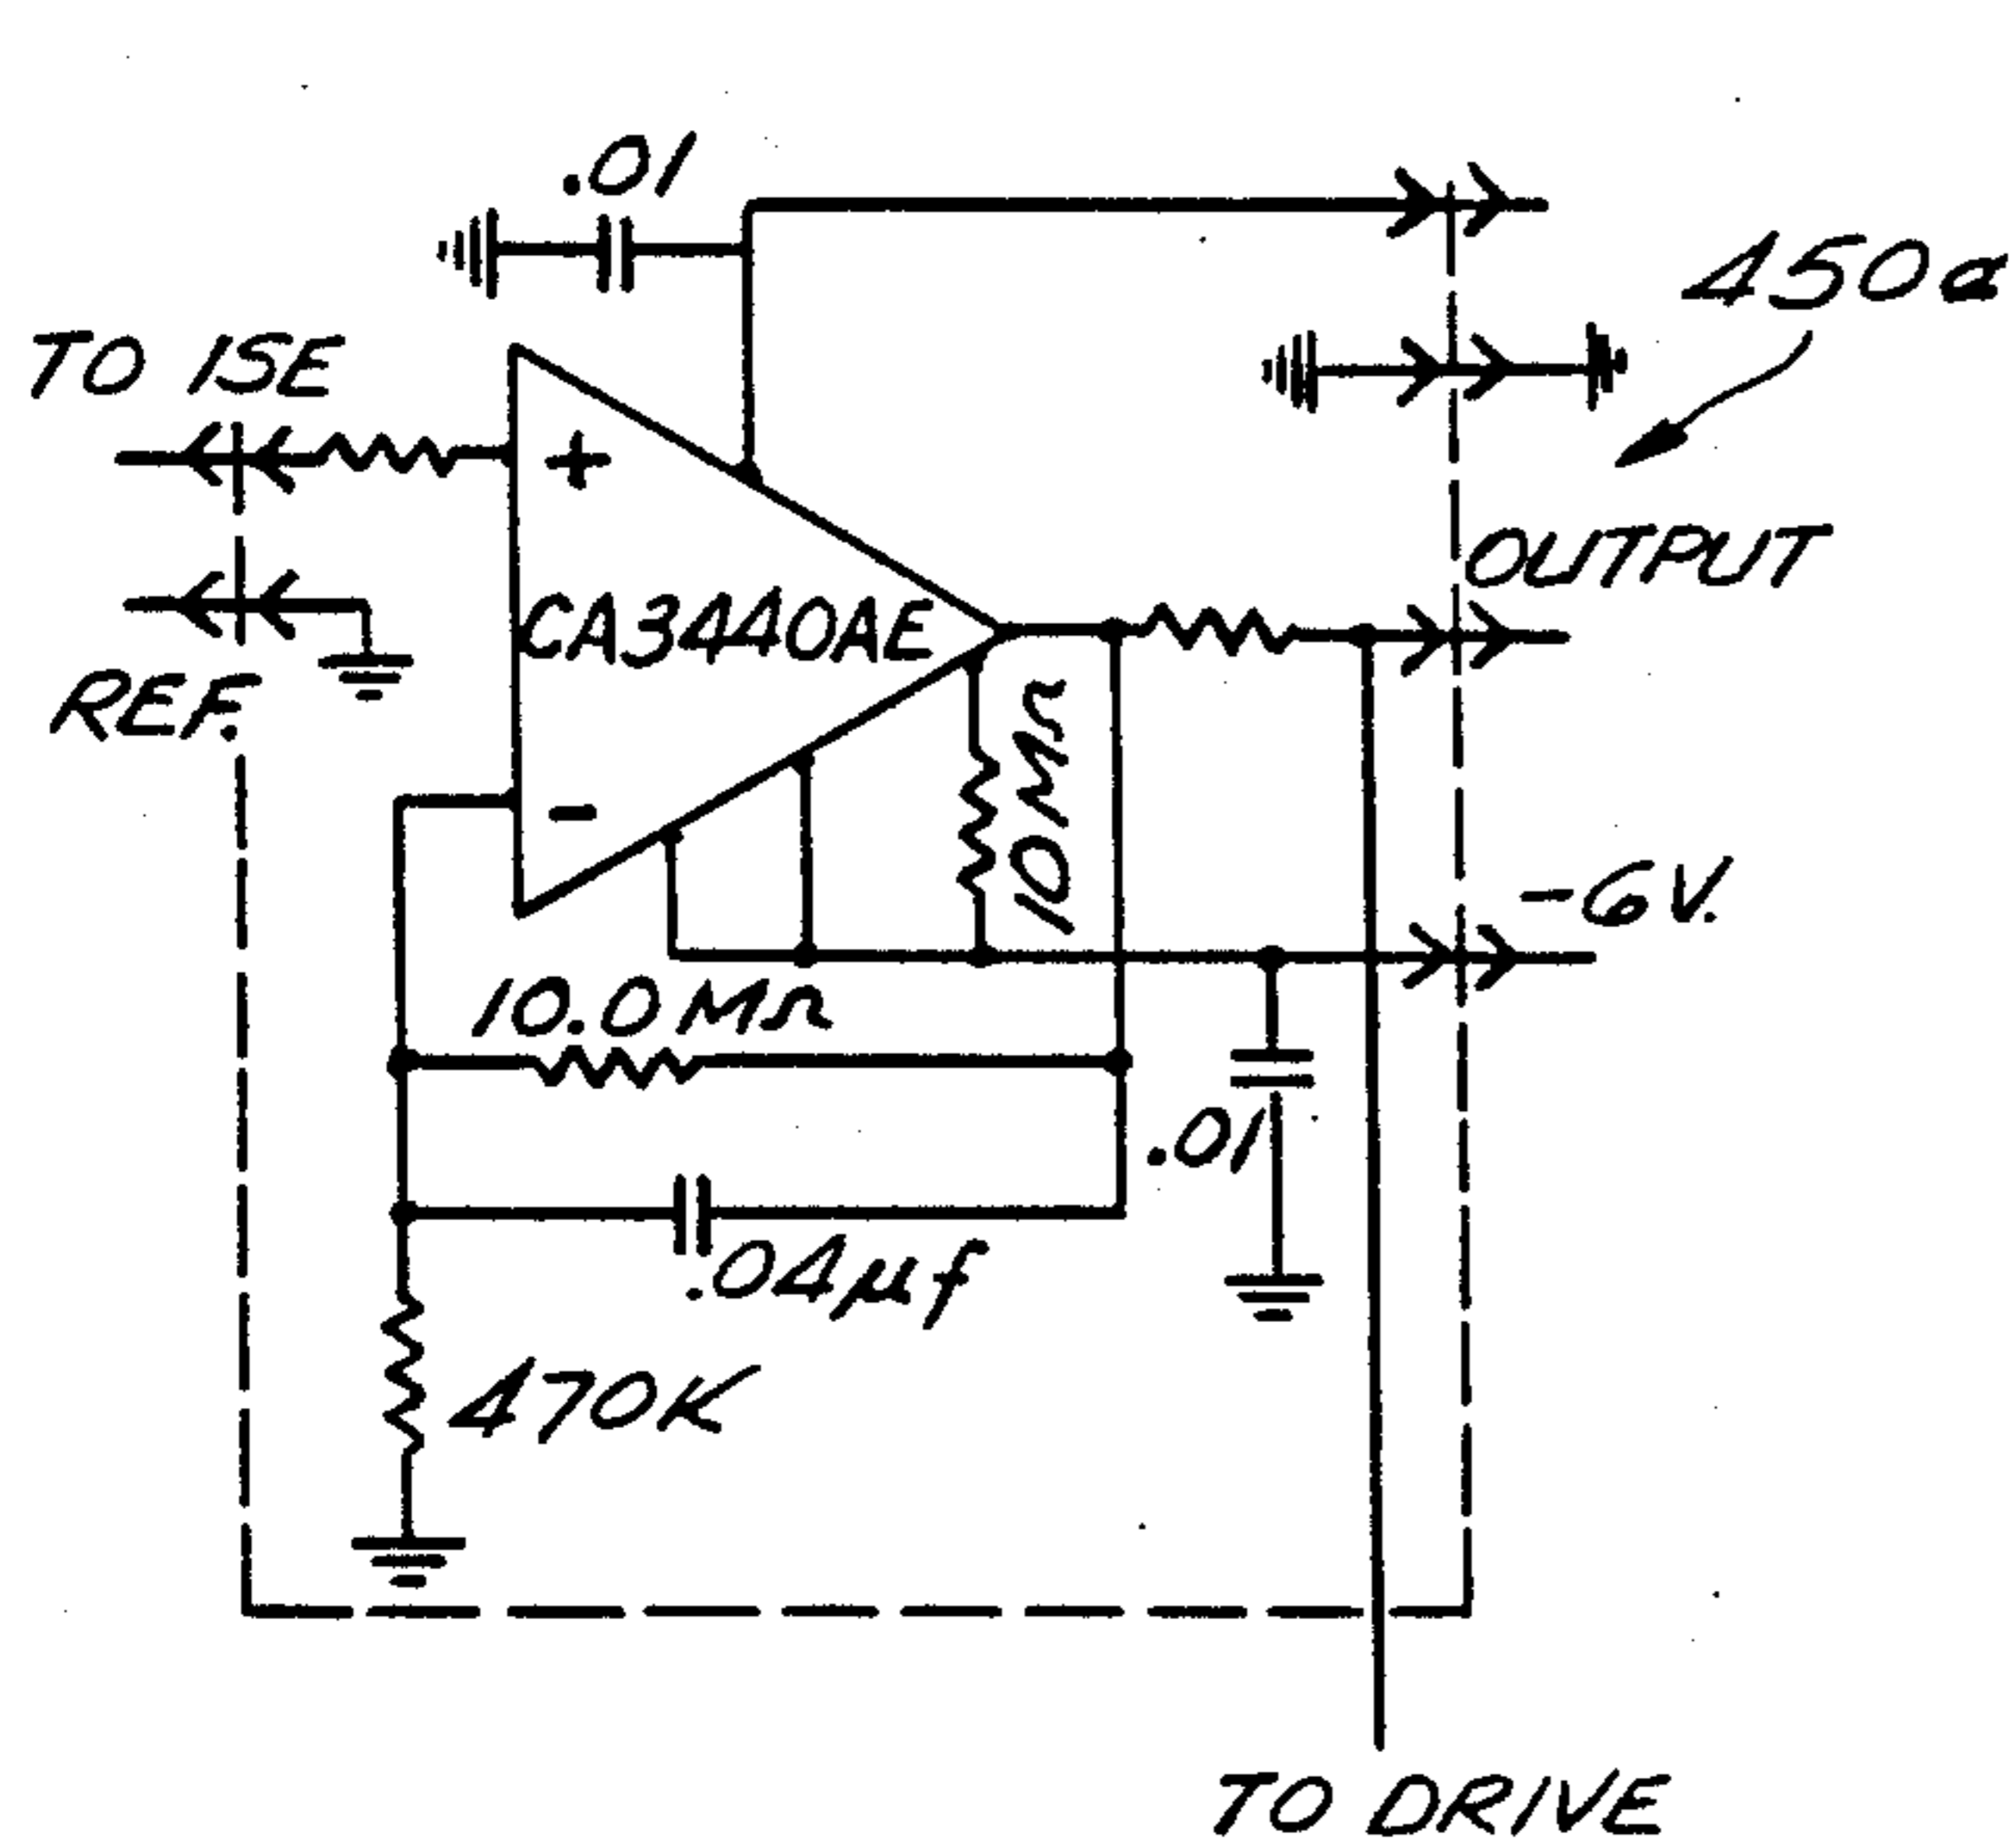 .01
450a
TO ISE
CA3440AE
OUTPUT
REF.
10MΩ
-6V.
10.0MΩ
.01
.04µf
470K
TO DRIVE